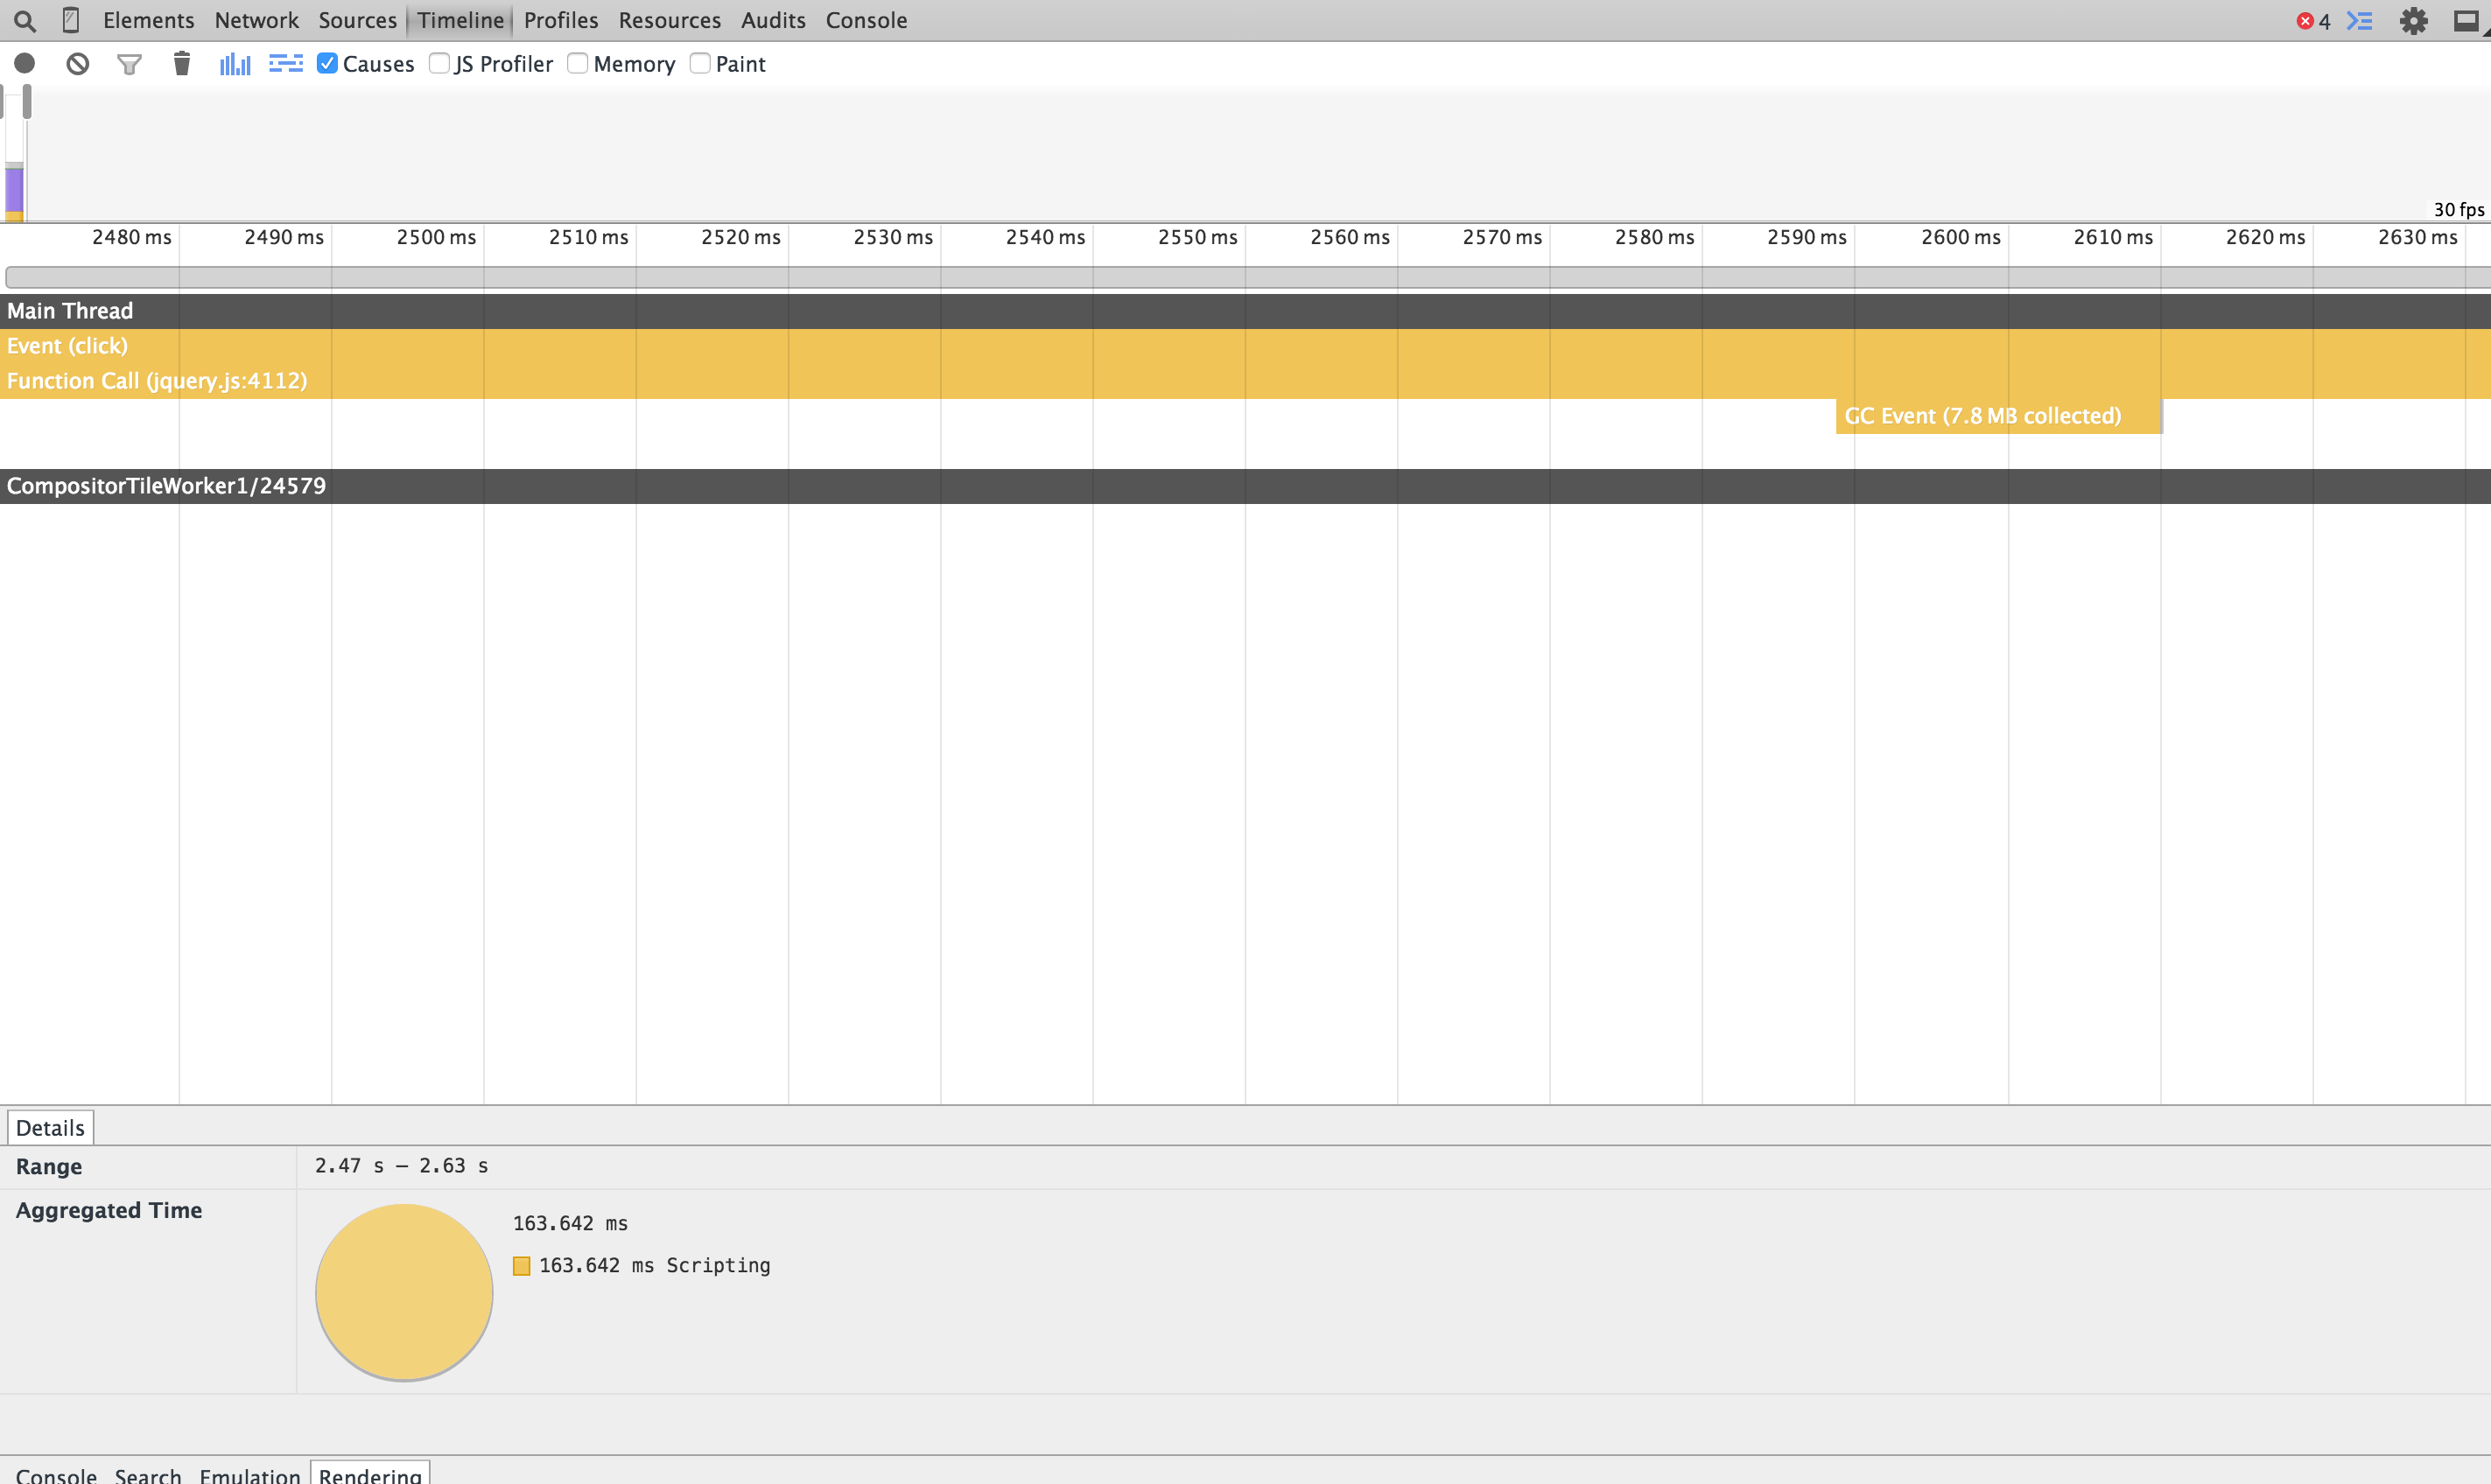 Elements Network Sources Timeline Profiles Resources Audits Console 4
Causes JS Profiler Memory Paint
30 fps
2480 ms 2490 ms 2500 ms 2510 ms 2520 ms 2530 ms 2540 ms 2550 ms 2560 ms 2570 ms 2580 ms 2590 ms 2600 ms 2610 ms 2620 ms 2630 ms
Main Thread
Event (click)
Function Call (jquery.js:4112)
GC Event (7.8 MB collected)
CompositorTileWorker1/24579
Details
Range 2.47 s – 2.63 s
Aggregated Time
163.642 ms
163.642 ms Scripting
Console Search Emulation Rendering